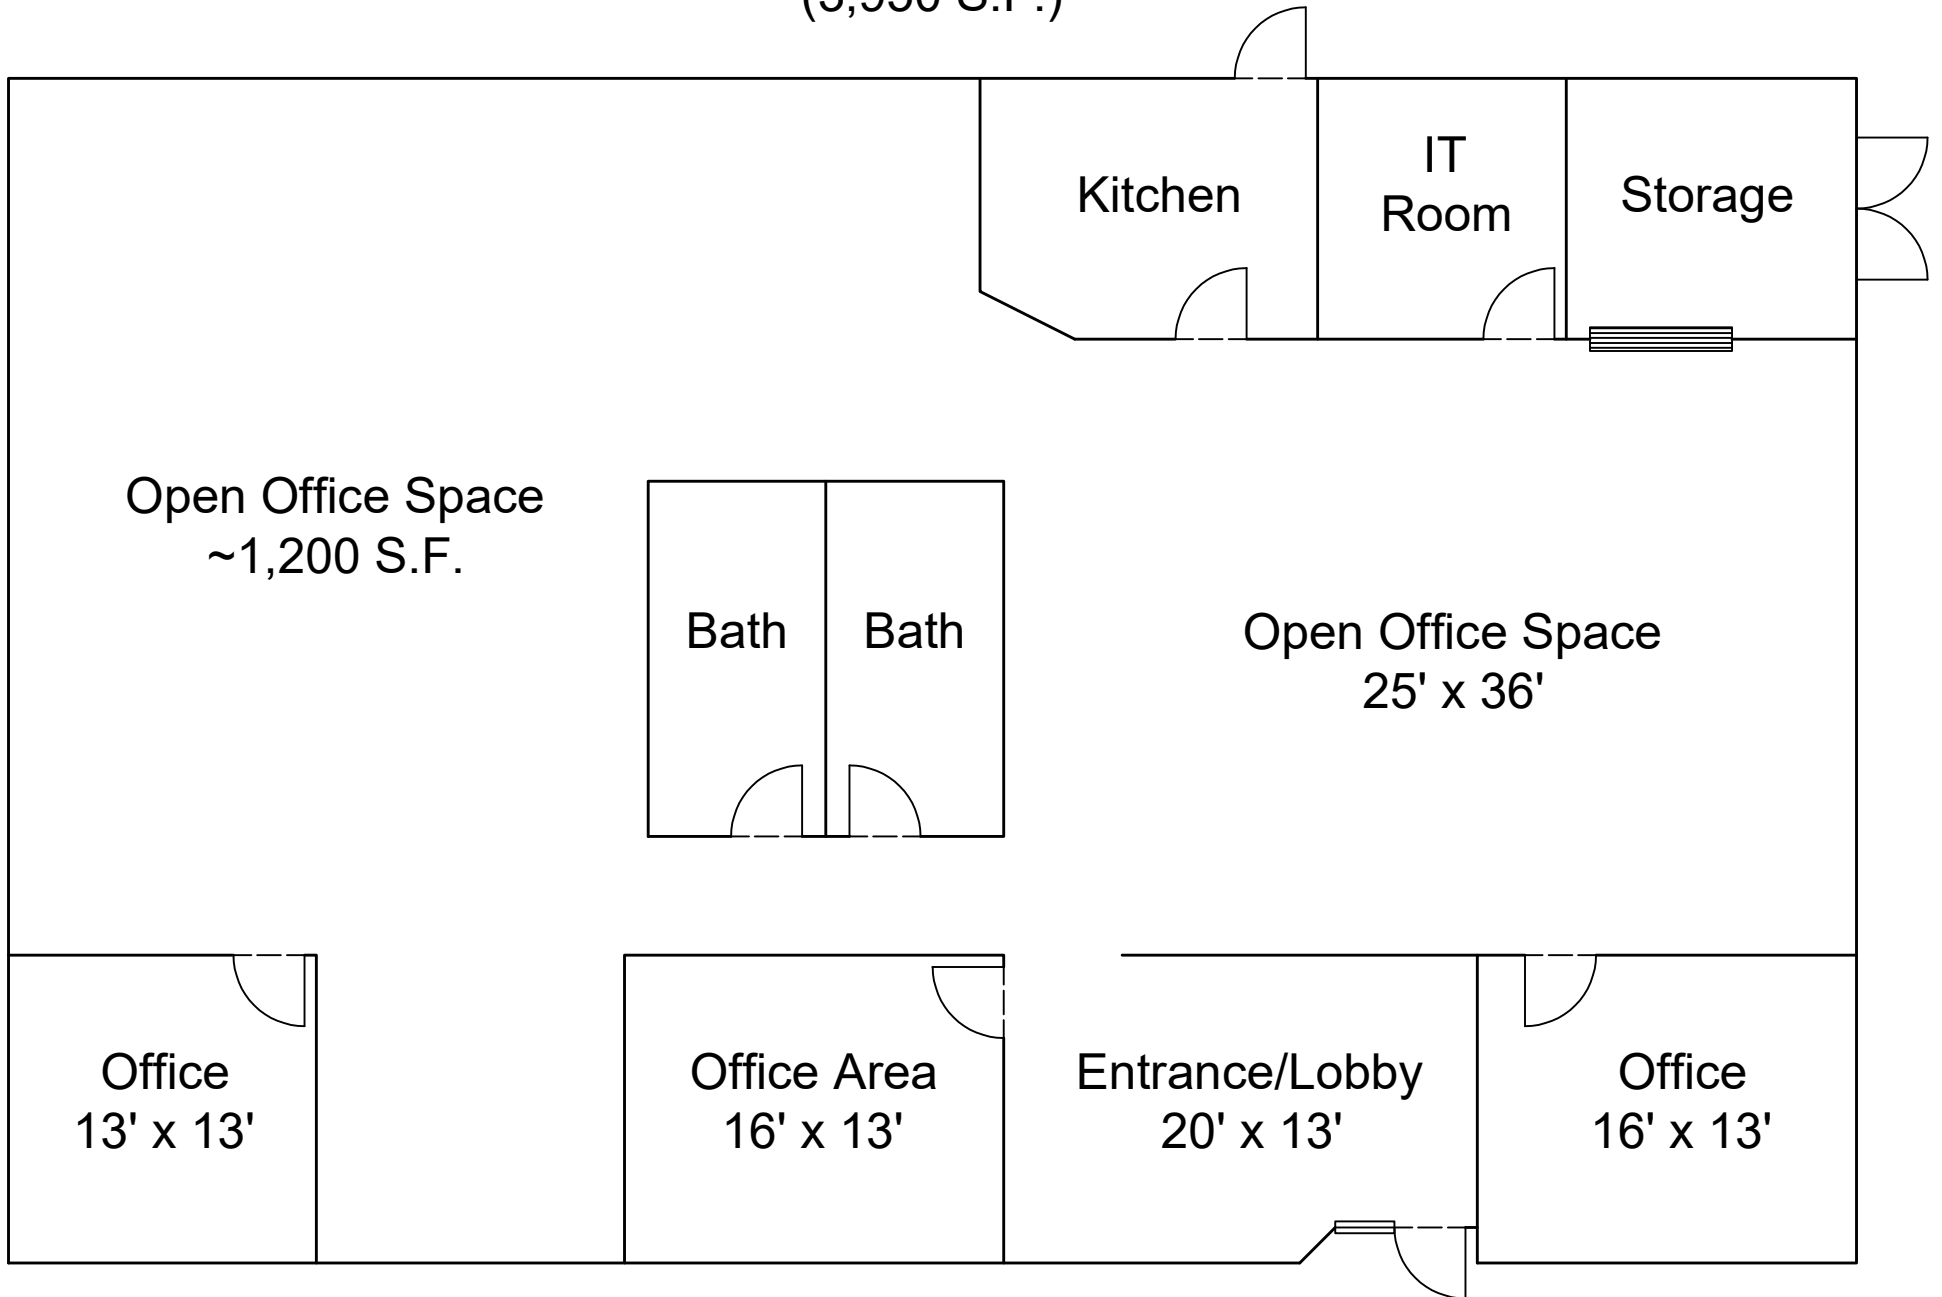 S.F.)
Kitchen
IT
Room
Storage
Open Office Space
~1,200 S.F.
Bath
Bath
Open Office Space
25' x 36'
Office
13' x 13'
Office Area
16' x 13'
Entrance/Lobby
20' x 13'
Office
16' x 13'